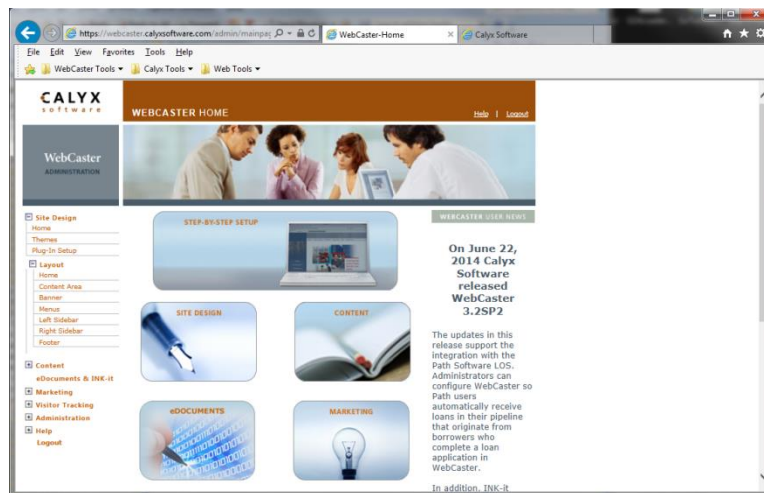 https://webcaster.calyxsoftware.com/admin/mainpag
WebCaster-Home
Calyx Software
File Edit View Favorites Tools Help
WebCaster Tools
Calyx Tools
Web Tools
CALYX
software
WEBCASTER HOME
Help | Logout
WebCaster
ADMINISTRATION
Site Design
Home
Themes
Plug-In Setup
Layout
Home
Content Area
Banner
Menus
Left Sidebar
Right Sidebar
Footer
Content
eDocuments & INK-it
Marketing
Visitor Tracking
Administration
Help
Logout
STEP-BY-STEP SETUP
SITE DESIGN
CONTENT
eDOCUMENTS
MARKETING
WEBCASTER USER NEWS
On June 22,
2014 Calyx
Software
released
WebCaster
3.2SP2
The updates in this
release support the
integration with the
Path Software LOS.
Administrators can
configure WebCaster so
Path users
automatically receive
loans in their pipeline
that originate from
borrowers who
complete a loan
application in
WebCaster.
In addition, INK-it